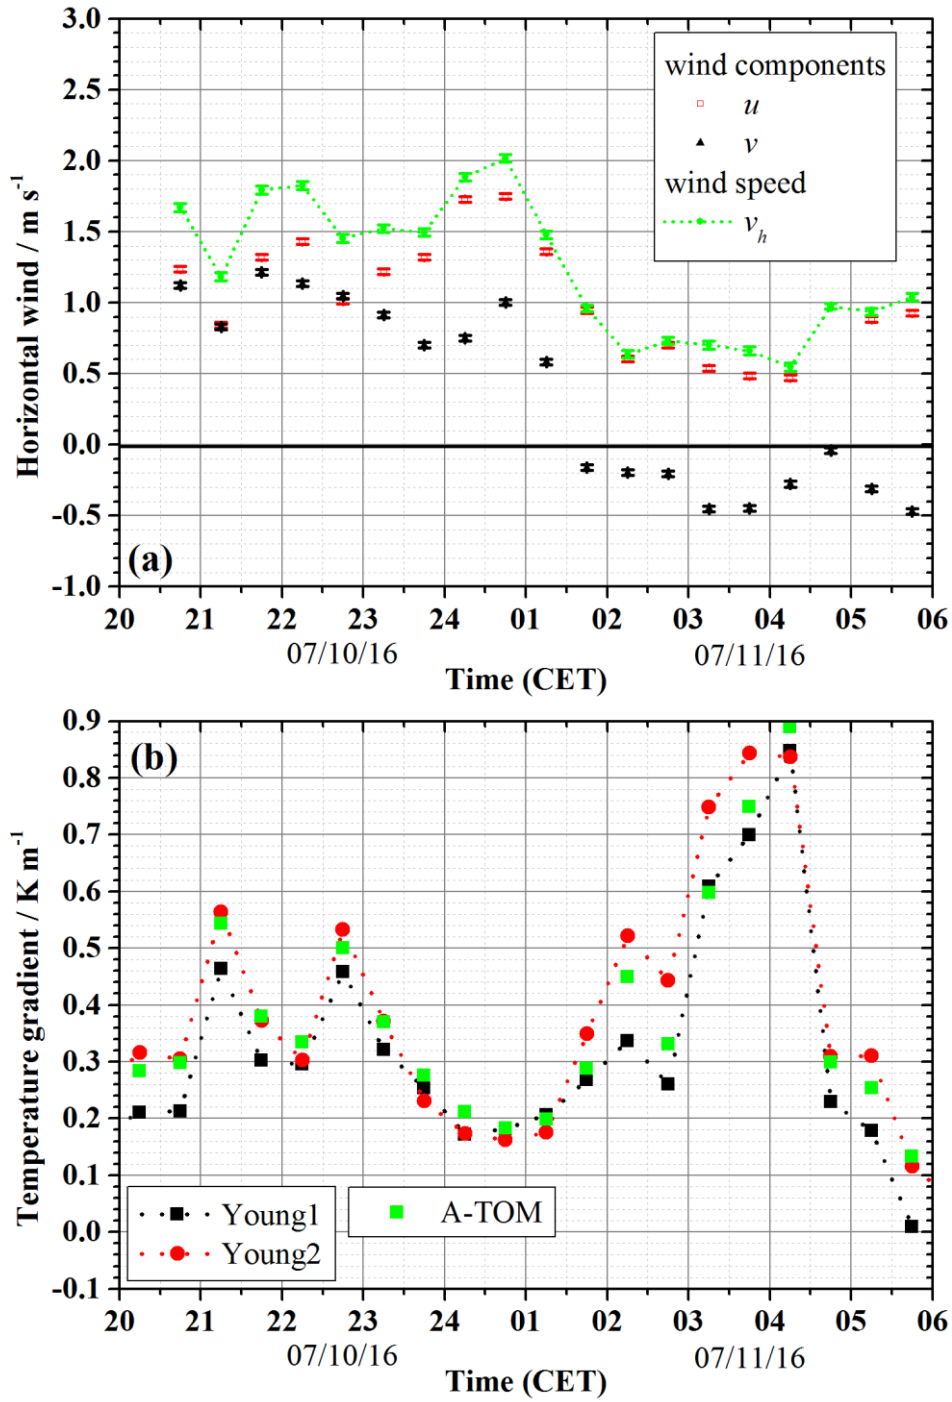 3.0
2.5
2.0
1.5
1.0
0.5
0.0
-0.5
-1.0
Horizontal wind / m s⁻¹
wind components
u
v
wind speed
vₕ
(a)
20 21 22 23 24 01 02 03 04 05 06
07/10/16 07/11/16
Time (CET)
0.9
0.8
0.7
0.6
0.5
0.4
0.3
0.2
0.1
0.0
-0.1
Temperature gradient / K m⁻¹
(b)
Young1
Young2
A-TOM
20 21 22 23 24 01 02 03 04 05 06
07/10/16 07/11/16
Time (CET)